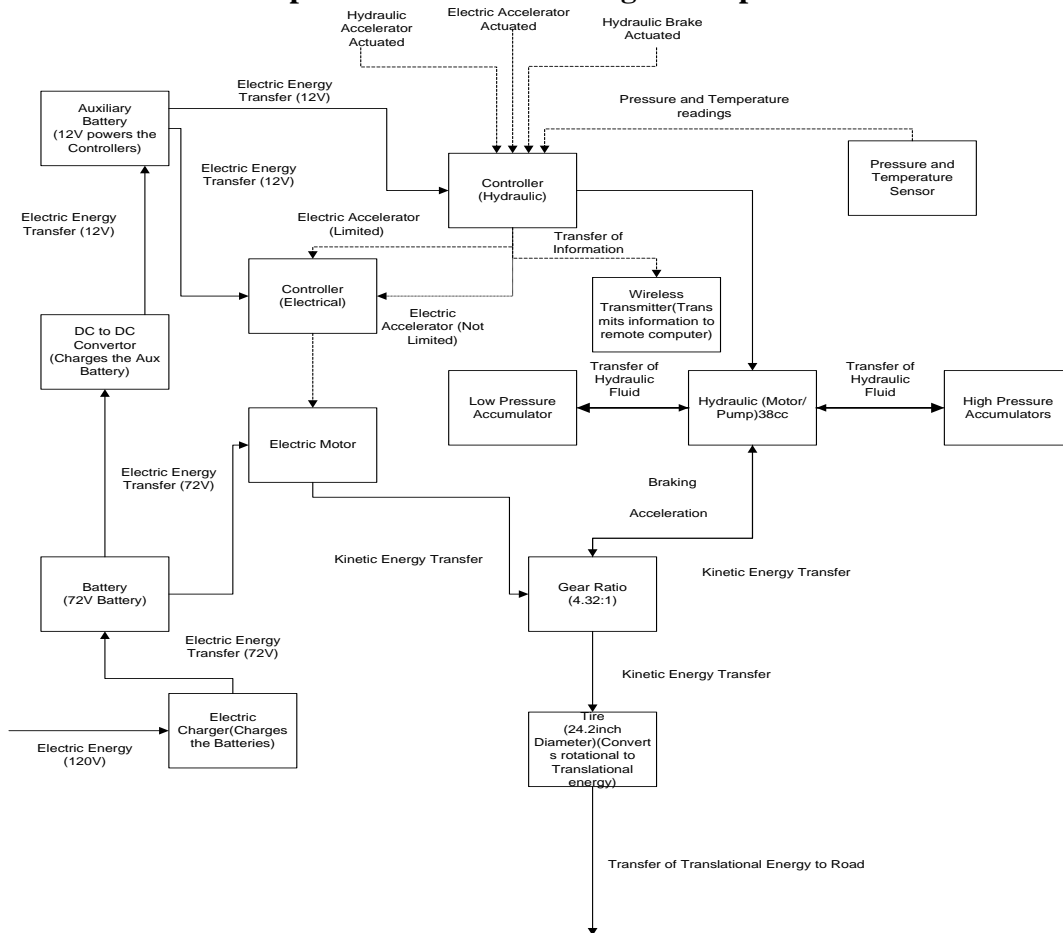 Hydraulic
Accelerator
Actuated
Electric Accelerator
Actuated
Hydraulic Brake
Actuated
Electric Energy
Transfer (12V)
Pressure and Temperature
readings
Auxiliary
Battery
(12V powers the
Controllers)
Electric Energy
Transfer (12V)
Controller
(Hydraulic)
Pressure and
Temperature
Sensor
Electric Energy
Transfer (12V)
Electric Accelerator
(Limited)
Transfer of
Information
Controller
(Electrical)
Wireless
Transmitter(Trans
mits information to
remote computer)
Electric
Accelerator (Not
Limited)
DC to DC
Convertor
(Charges the Aux
Battery)
Transfer of
Hydraulic
Fluid
Transfer of
Hydraulic
Fluid
Low Pressure
Accumulator
Hydraulic (Motor/
Pump)38cc
High Pressure
Accumulators
Electric Motor
Electric Energy
Transfer (72V)
Braking
Acceleration
Kinetic Energy Transfer
Kinetic Energy Transfer
Battery
(72V Battery)
Gear Ratio
(4.32:1)
Electric Energy
Transfer (72V)
Kinetic Energy Transfer
Electric
Charger(Charges
the Batteries)
Electric Energy
(120V)
Tire
(24.2inch
Diameter)(Convert
s rotational to
Translational
energy)
Transfer of Translational Energy to Road